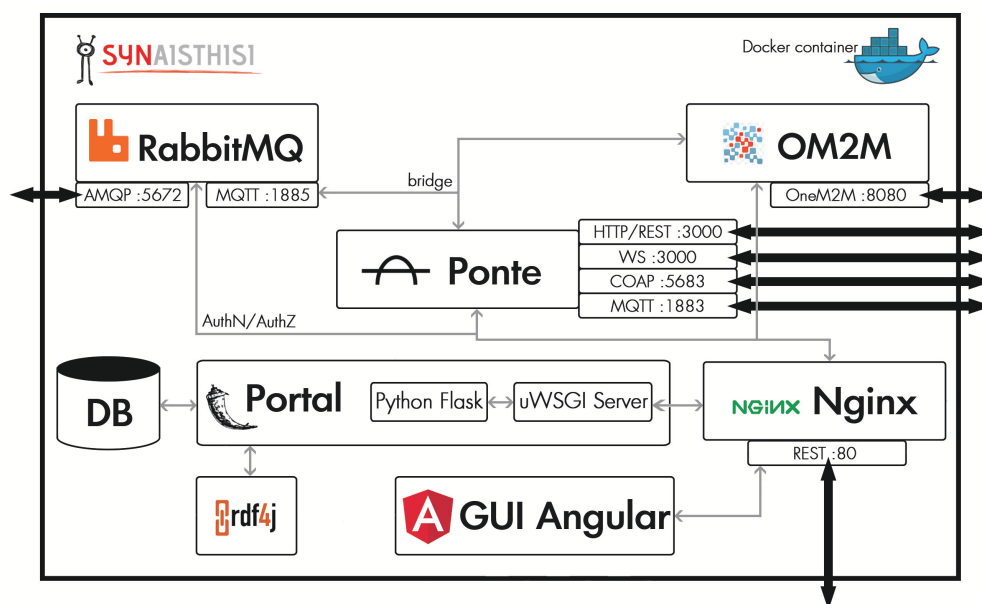 SYNAISTHISI
Docker container
RabbitMQ
OM2M
AMQP :5672
MQTT :1885
bridge
OneM2M :8080
Ponte
HTTP/REST :3000
WS :3000
COAP :5683
MQTT :1883
AuthN/AuthZ
DB
Portal
Python Flask
uWSGI Server
NGINX
Nginx
REST :80
rdf4j
A
GUI Angular